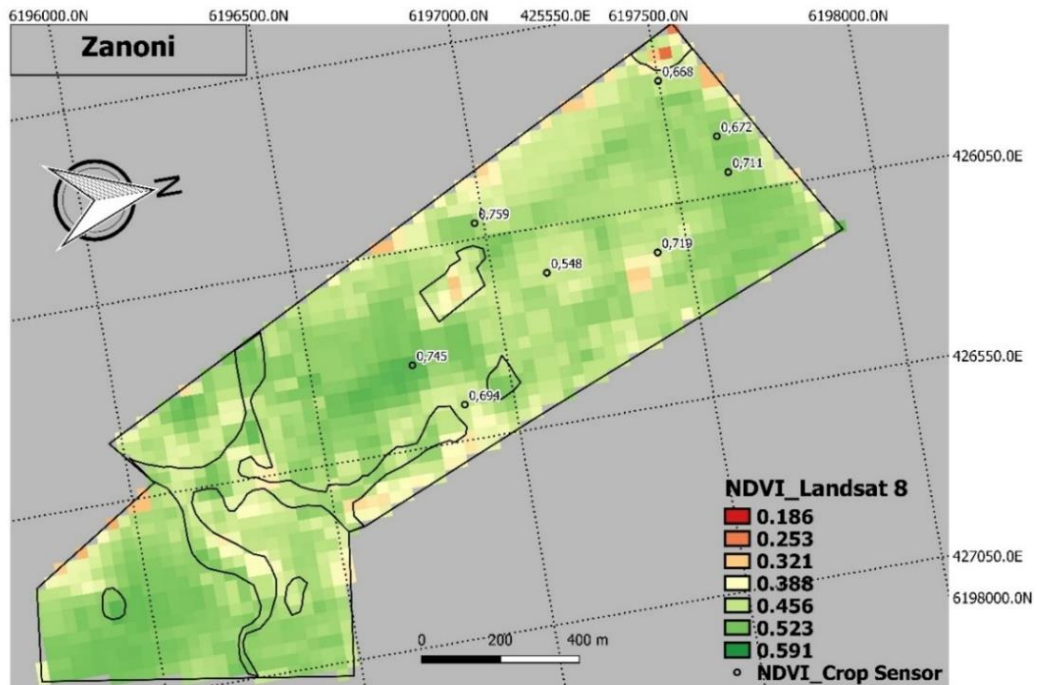 6196000.0N 6196500.0N 6197000.0N 425550.0E 6197500.0N 6198000.0N
Zanoni
0,668
0,672
426050.0E
0,711
N
0,759
0,719
0,548
426550.0E
0,745
0,694
NDVI_Landsat 8
0.186
0.253
0.321
427050.0E
0.388
6198000.0N
0.456
0.523
0.591
0 200 400 m
NDVI_Crop Sensor